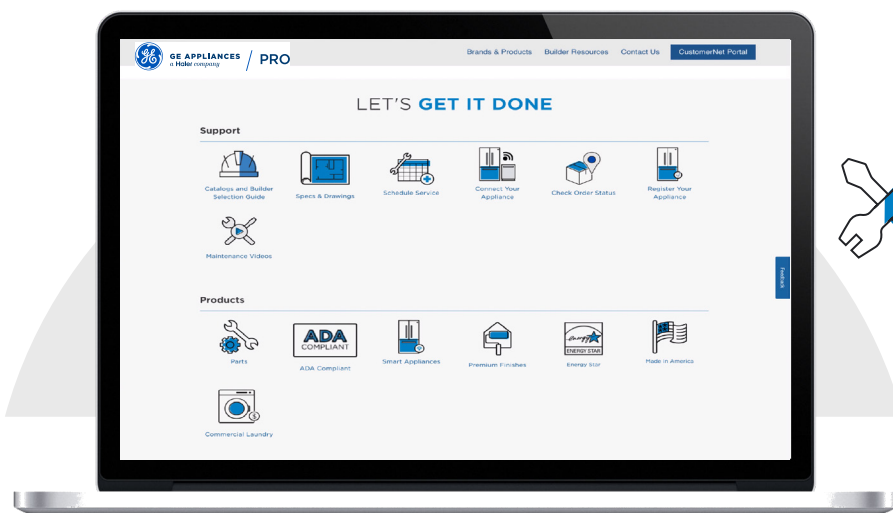 GE APPLIANCES
a Haier company
PRO
Brands & Products Builder Resources Contact Us CustomerNet Portal
LET'S GET IT DONE
Support
Catalogs and Builder
Selection Guide
Specs & Drawings
Schedule Service
Connect Your
Appliance
Check Order Status
Register Your
Appliance
Maintenance Videos
Feedback
Products
Parts
ADA
COMPLIANT
ADA Compliant
Smart Appliances
Premium Finishes
energy
ENERGY STAR
Energy Star
Made in America
Commercial Laundry